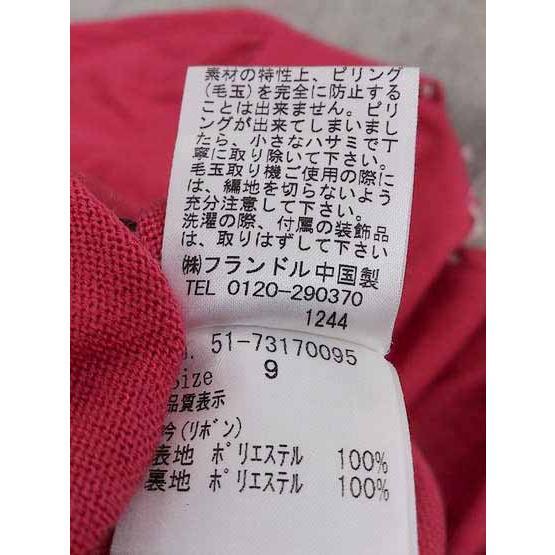 素材の特性上、ピリング
(毛玉)を完全に防止する
ことは出来ません。ピリ
ングが出来てしまいまし
たら、小さなハサミで丁
寧に取り除いて下さい。
毛玉取り機ご使用の際に
は、編地を切らないよう
充分注意して下さい。
洗濯の際、付属の装飾品
は、取りはずして下さい
㈱フランドル 中国製
TEL 0120-290370
1244
51-73170095
Size 9
品質表示
衿(リボン)
表地 ポリエステル 100%
裏地 ポリエステル 100%